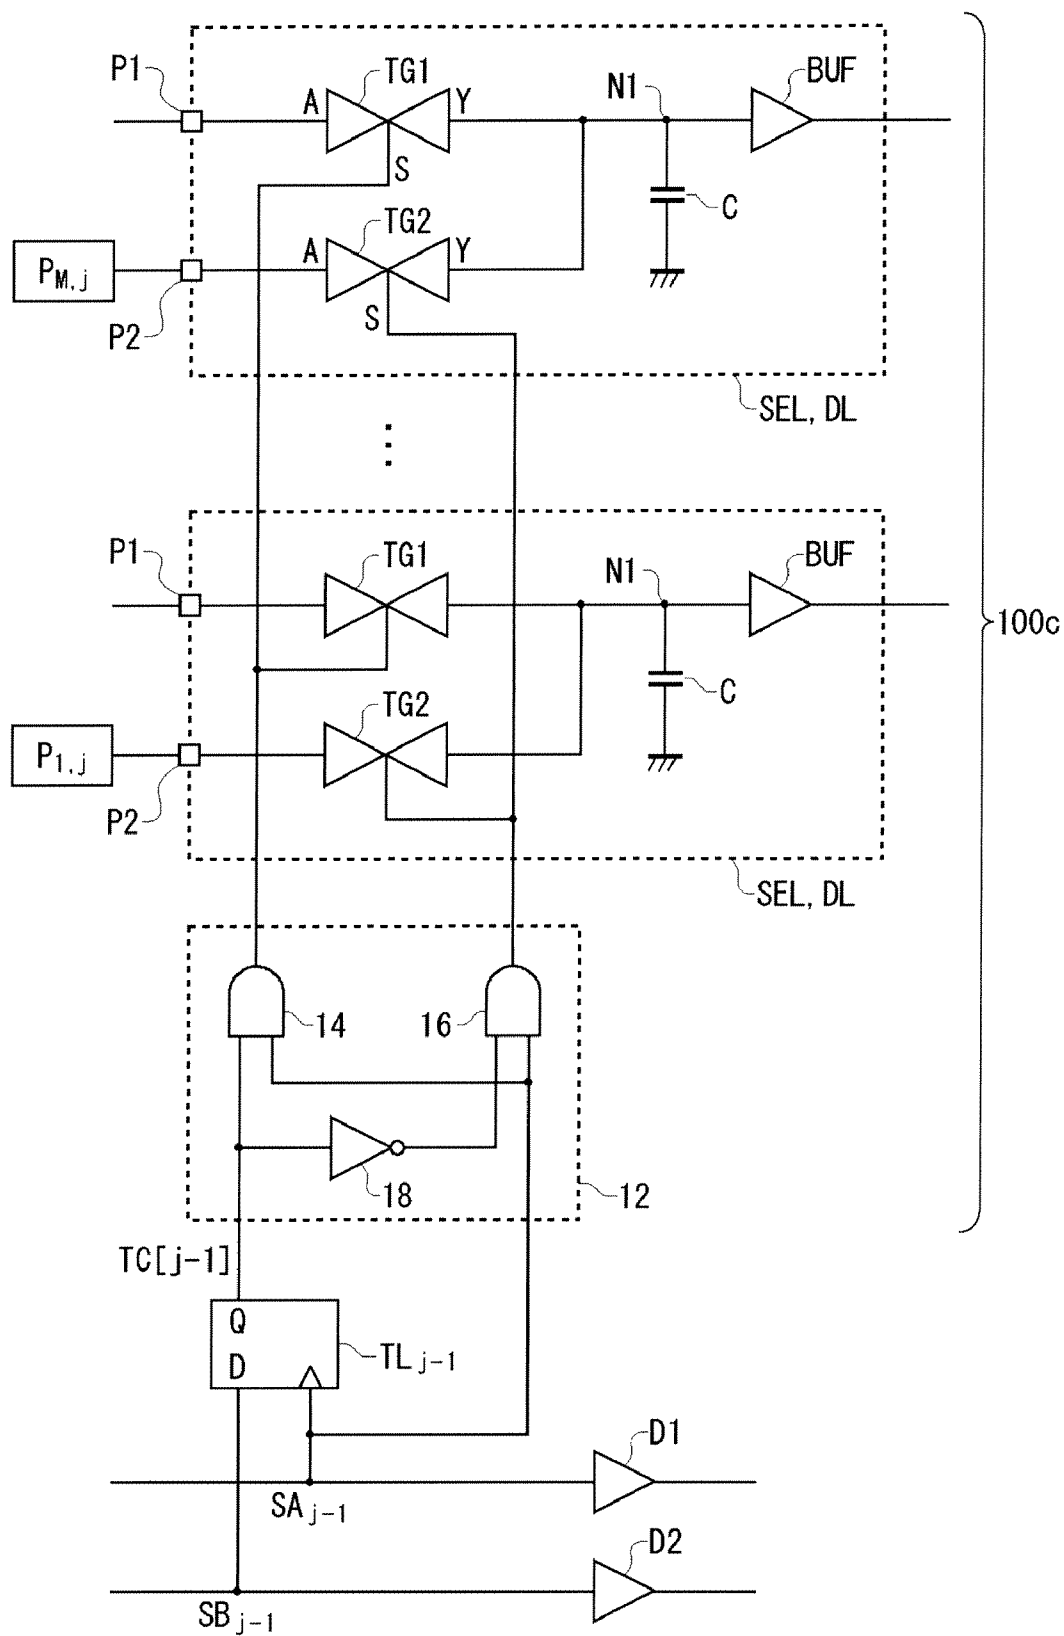 P1
A
TG1
Y
N1
BUF
S
C
P_{M,j}
A
TG2
Y
P2
S
SEL, DL
⋮
P1
TG1
N1
BUF
100c
C
TG2
P_{1,j}
P2
SEL, DL
14
16
18
12
TC[j-1]
Q
D
TL_{j-1}
D1
SA_{j-1}
D2
SB_{j-1}